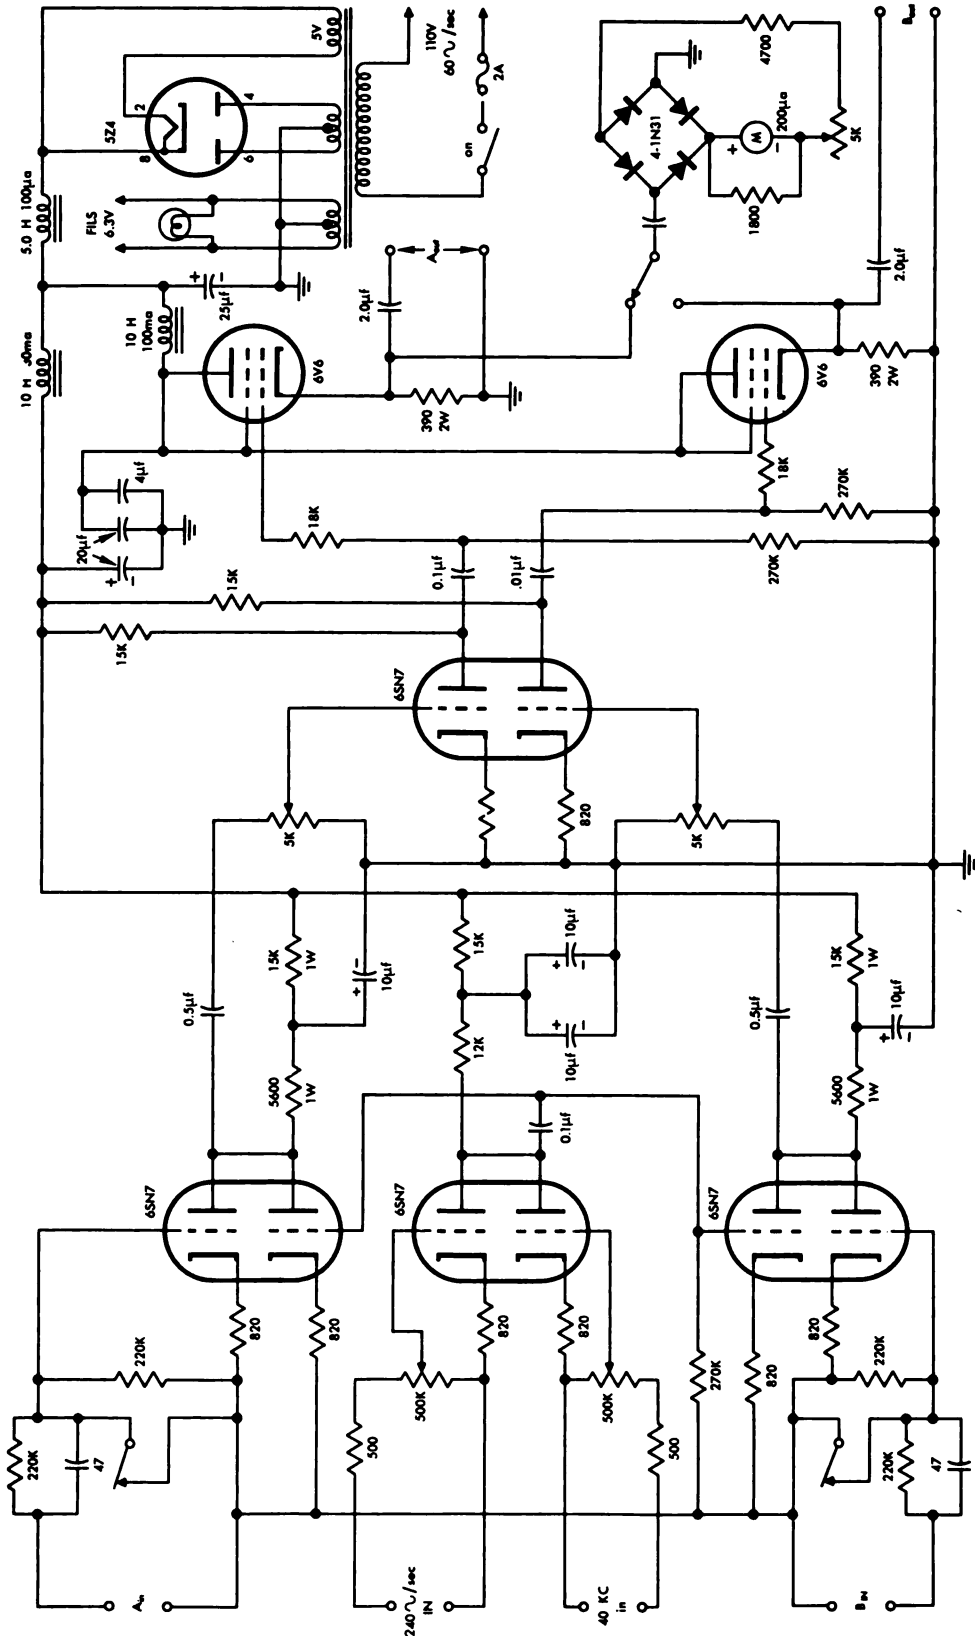 220K
47
220K
A in
820
820
6SN7
0.5μf
5600
1W
15K
1W
+ -
10μf
240 ~/sec
IN
500
500K
820
6SN7
12K
15K
+ -
10μf
+ -
10μf
0.1μf
40 KC
in
500
500K
820
270K
820
820
220K
220K
47
B IN
6SN7
0.5μf
5600
1W
15K
1W
+ -
10μf
5K
5K
820
6SN7
15K
15K
0.1μf
.01μf
18K
270K
18K
270K
+ -
20μf
4μf
10 H
10 H
100ma
+ -
25μf
6V6
390
2W
2.0μf
A out
6V6
390
2W
2.0μf
B out
5.0 H 100μa
FILS
6.3V
5Z4
8
2
6
4
5V
on
2A
110V
60 ~/sec
4-1N31
1800
+ W -
200μa
5K
4700